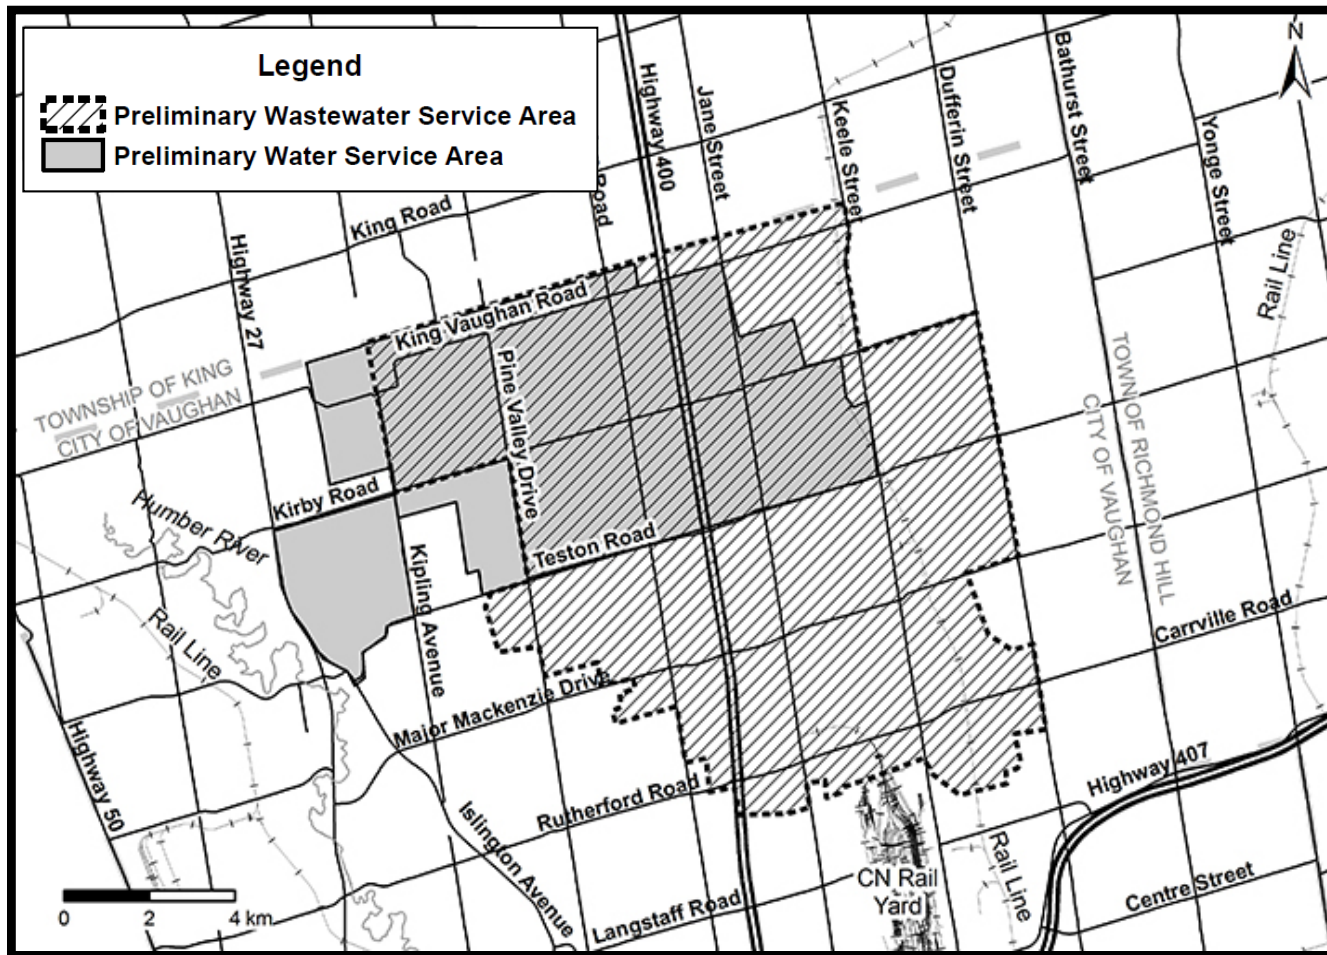 Legend
Preliminary Wastewater Service Area
Preliminary Water Service Area
N
Highway 400
Jane Street
Keele Street
Dufferin Street
Bathurst Street
Yonge Street
Road
King Road
Highway 27
King Vaughan Road
Rail Line
TOWNSHIP OF KING
CITY OF VAUGHAN
Pine Valley Drive
TOWN OF RICHMOND HILL
CITY OF VAUGHAN
Kirby Road
Humber River
Teston Road
Kipling Avenue
Rail Line
Carrville Road
Major Mackenzie Drive
Highway 50
Rutherford Road
Highway 407
Islington Avenue
Rail Line
CN Rail
Yard
Centre Street
Langstaff Road
0 2 4 km